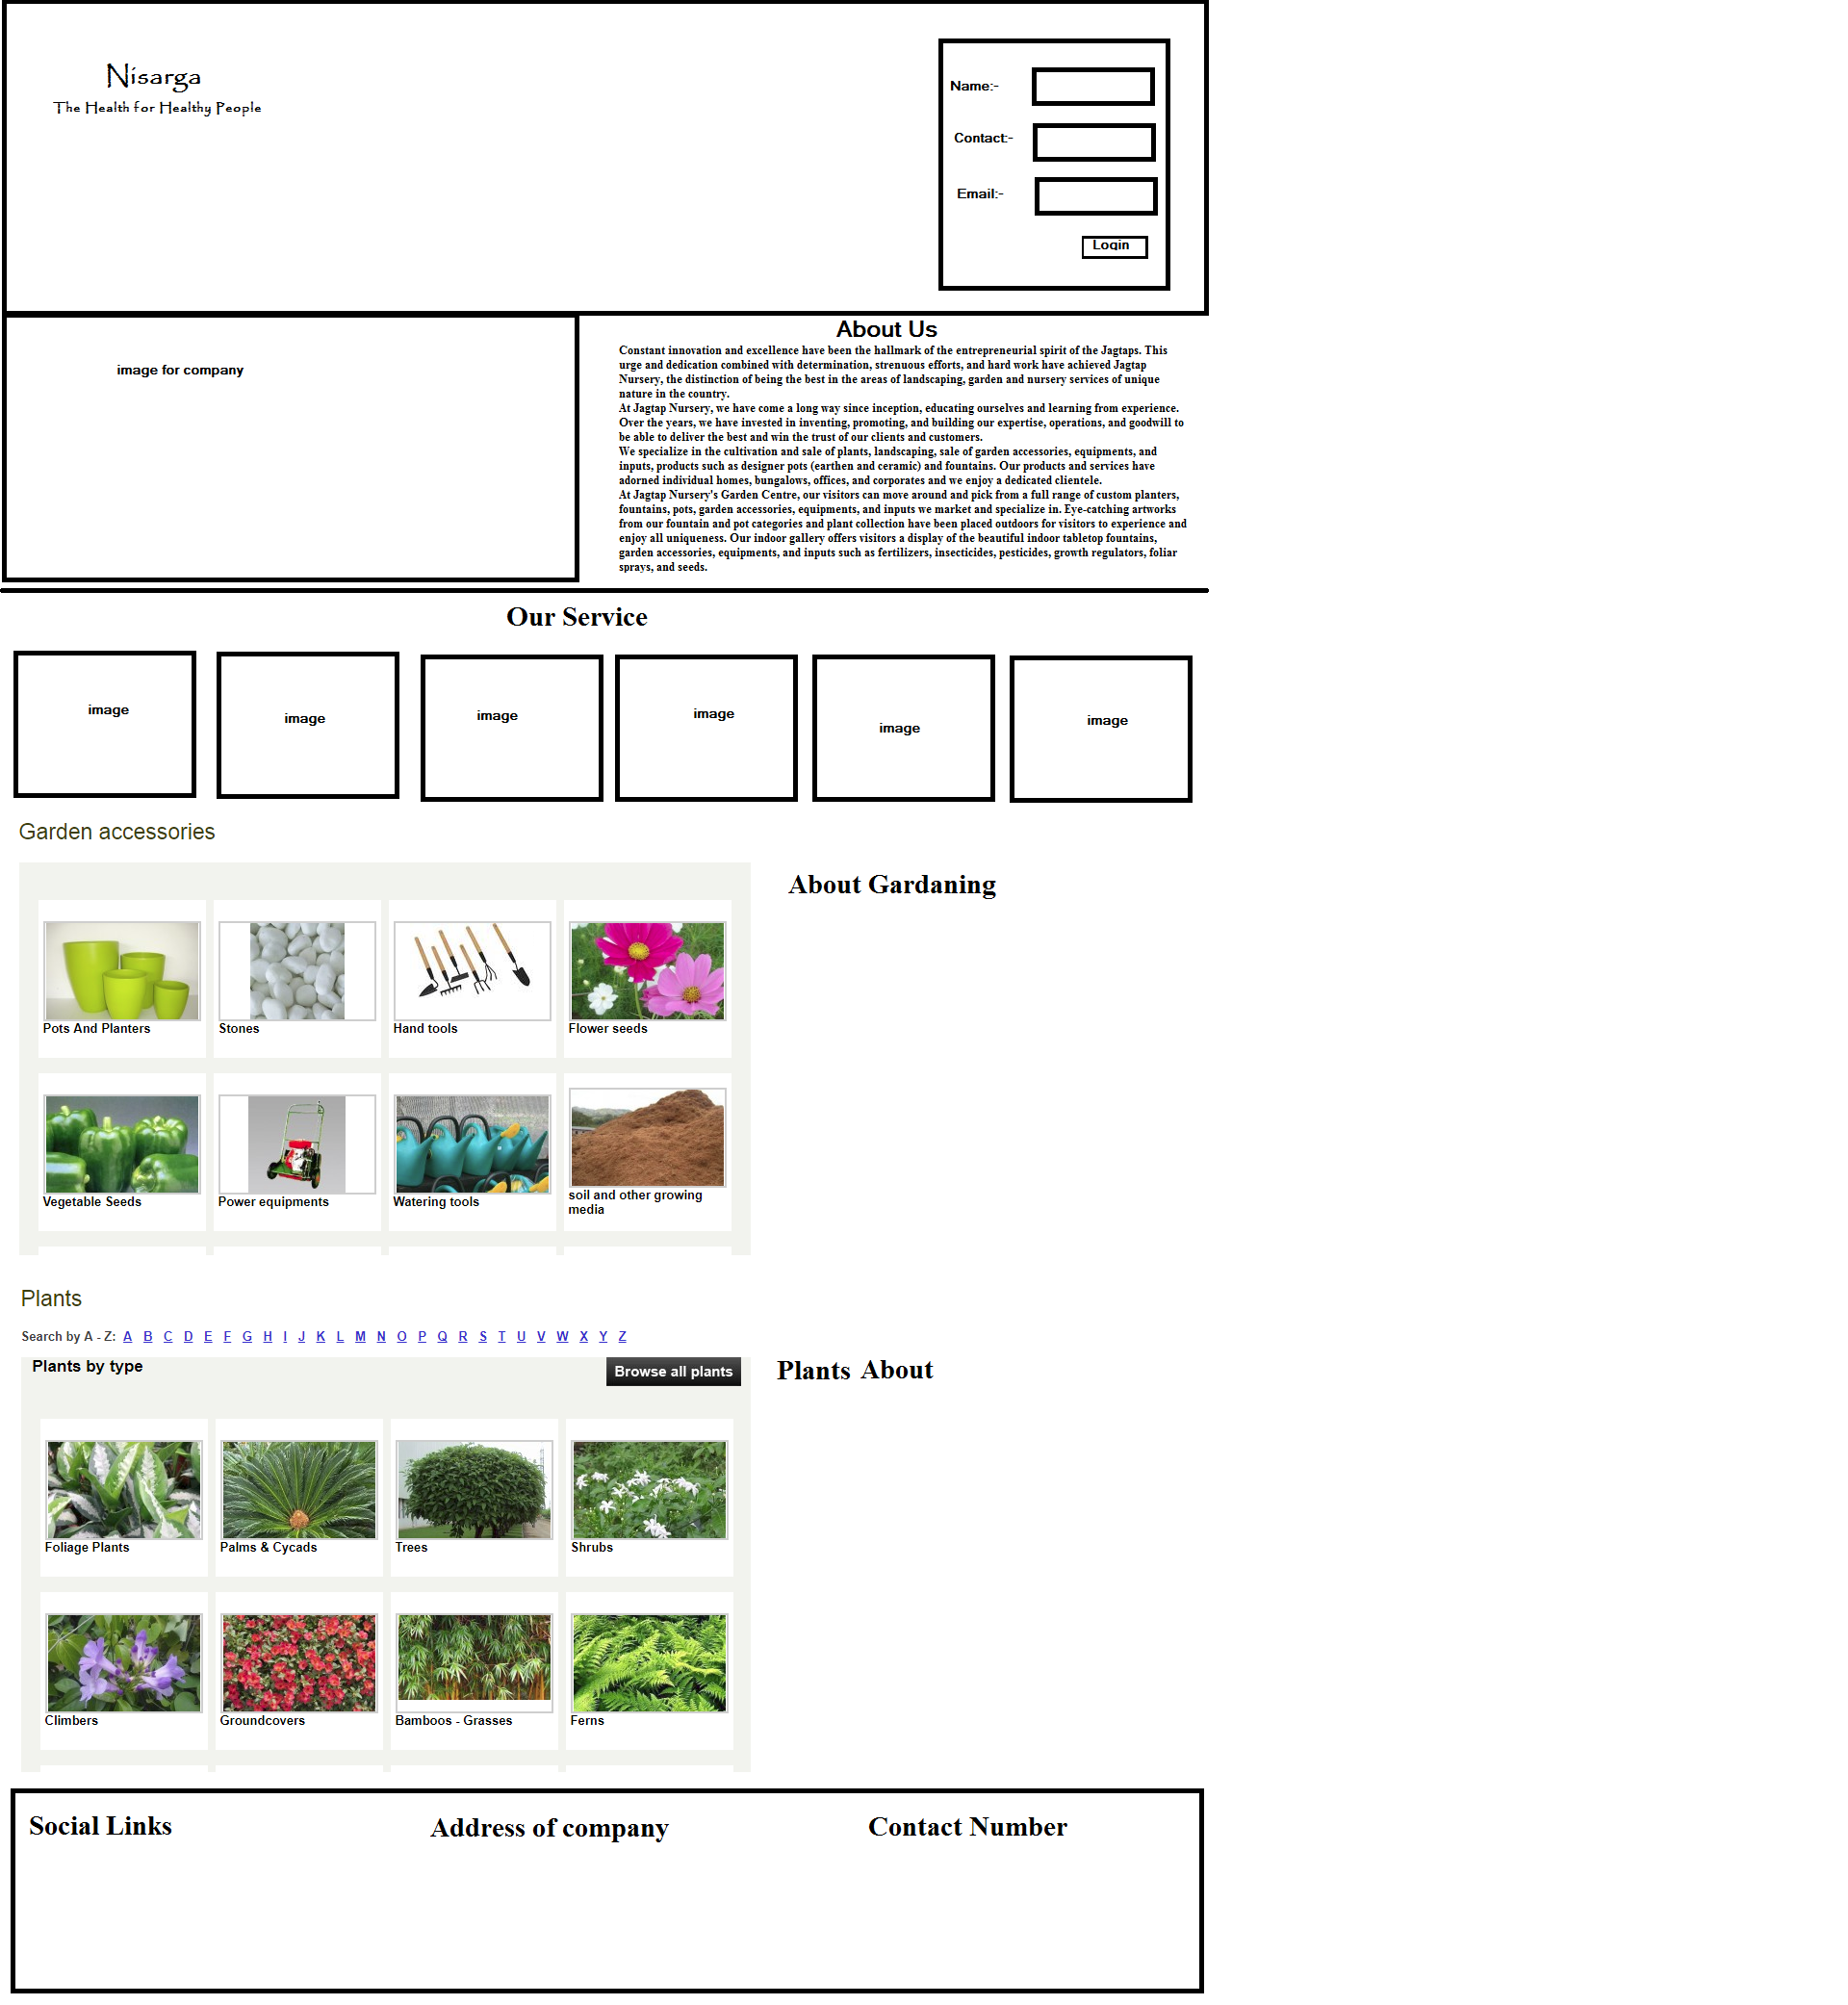 Nisarga
The Health for Healthy People
Name:-
Contact:-
Email:-
Login
image for company
About Us
Constant innovation and excellence have been the hallmark of the entrepreneurial spirit of the Jagtaps. This
urge and dedication combined with determination, strenuous efforts, and hard work have achieved Jagtap
Nursery, the distinction of being the best in the areas of landscaping, garden and nursery services of unique
nature in the country.
At Jagtap Nursery, we have come a long way since inception, educating ourselves and learning from experience.
Over the years, we have invested in inventing, promoting, and building our expertise, operations, and goodwill to
be able to deliver the best and win the trust of our clients and customers.
We specialize in the cultivation and sale of plants, landscaping, sale of garden accessories, equipments, and
inputs, products such as designer pots (earthen and ceramic) and fountains. Our products and services have
adorned individual homes, bungalows, offices, and corporates and we enjoy a dedicated clientele.
At Jagtap Nursery's Garden Centre, our visitors can move around and pick from a full range of custom planters,
fountains, pots, garden accessories, equipments, and inputs we market and specialize in. Eye-catching artworks
from our fountain and pot categories and plant collection have been placed outdoors for visitors to experience and
enjoy all uniqueness. Our indoor gallery offers visitors a display of the beautiful indoor tabletop fountains,
garden accessories, equipments, and inputs such as fertilizers, insecticides, pesticides, growth regulators, foliar
sprays, and seeds.
Our Service
image
image
image
image
image
image
Garden accessories
About Gardaning
Pots And Planters
Stones
Hand tools
Flower seeds
Vegetable Seeds
Power equipments
Watering tools
soil and other growing
media
Plants
Search by A - Z: A B C D E F G H I J K L M N O P Q R S T U V W X Y Z
Plants by type
Browse all plants
Plants About
Foliage Plants
Palms & Cycads
Trees
Shrubs
Climbers
Groundcovers
Bamboos - Grasses
Ferns
Social Links
Address of company
Contact Number